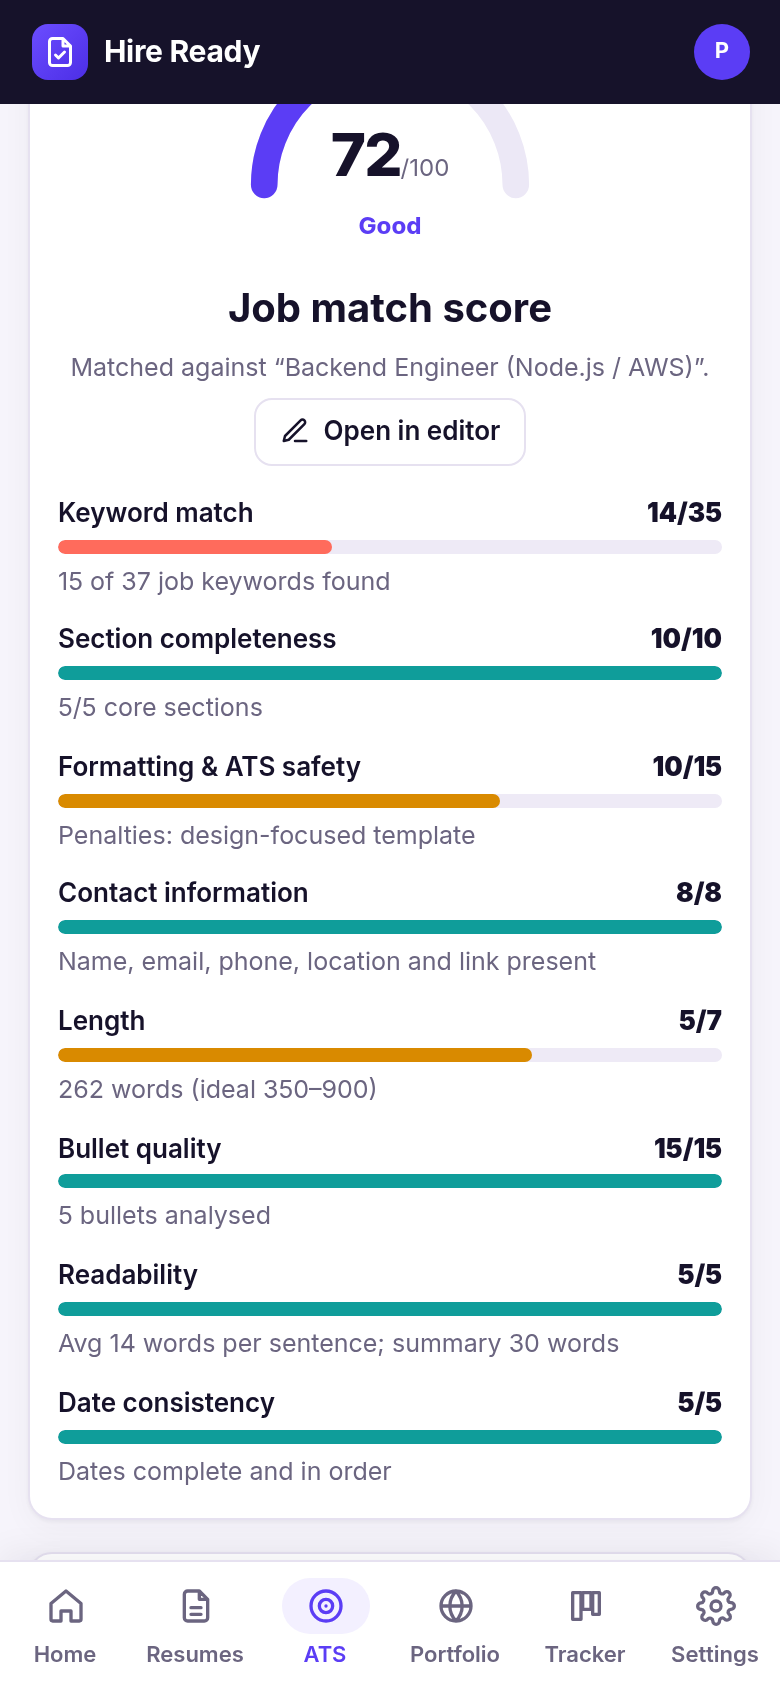 Hire Ready
P
72/100
Good
Job match score
Matched against “Backend Engineer (Node.js / AWS)”.
Open in editor
Keyword match 14/35
15 of 37 job keywords found
Section completeness 10/10
5/5 core sections
Formatting & ATS safety 10/15
Penalties: design-focused template
Contact information 8/8
Name, email, phone, location and link present
Length 5/7
262 words (ideal 350–900)
Bullet quality 15/15
5 bullets analysed
Readability 5/5
Avg 14 words per sentence; summary 30 words
Date consistency 5/5
Dates complete and in order
Home Resumes ATS Portfolio Tracker Settings